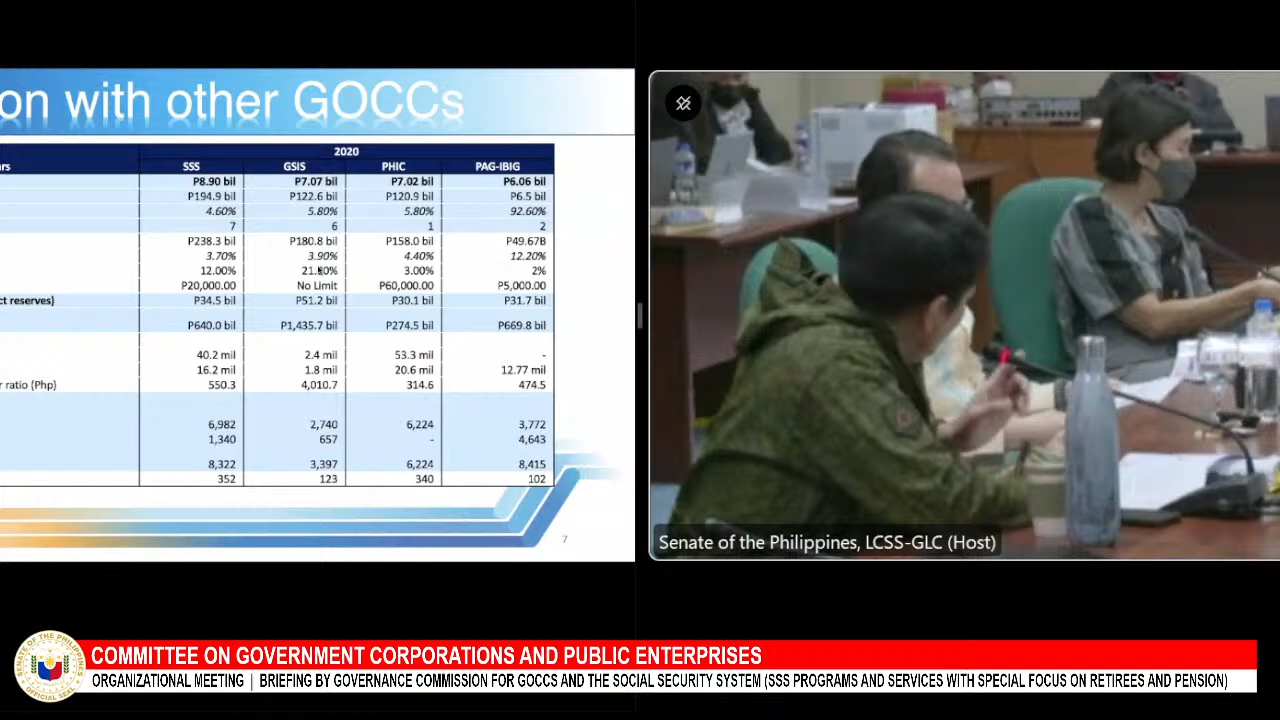 on with other GOCCs
rs 2020
SSS GSIS PHIC PAG-IBIG
P8.90 bil P7.07 bil P7.02 bil P6.06 bil
P194.9 bil P122.6 bil P120.9 bil P6.5 bil
4.60% 5.80% 5.80% 92.60%
7 6 1 2
P238.3 bil P180.8 bil P158.0 bil P49.67B
3.70% 3.90% 4.40% 12.20%
12.00% 3.00% 2%
P20,000.00 No Limit P60,000.00 P5,000.00
ct reserves) P34.5 bil P51.2 bil P30.1 bil P31.7 bil
P640.0 bil P1,435.7 bil P274.5 bil P669.8 bil
40.2 mil 2.4 mil 53.3 mil -
16.2 mil 1.8 mil 20.6 mil 12.77 mil
r ratio (Php) 550.3 4,010.7 314.6 474.5
6,982 2,740 6,224 3,772
1,340 657 - 4,643
8,322 3,397 6,224 8,415
352 123 340 102
7
Senate of the Philippines, LCSS-GLC (Host)
SENATE OF THE PHILIPPINES
OFFICIAL SEAL
COMMITTEE ON GOVERNMENT CORPORATIONS AND PUBLIC ENTERPRISES
ORGANIZATIONAL MEETING | BRIEFING BY GOVERNANCE COMMISSION FOR GOCCS AND THE SOCIAL SECURITY SYSTEM (SSS PROGRAMS AND SERVICES WITH SPECIAL FOCUS ON RETIREES AND PENSION)